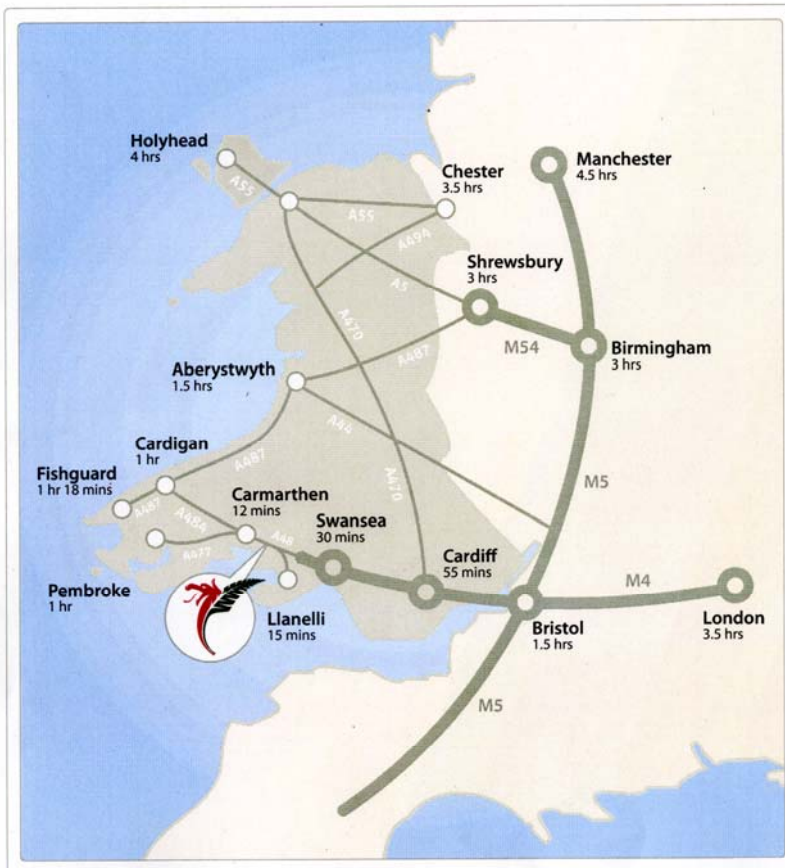 Holyhead
4 hrs
A55
Chester
3.5 hrs
Manchester
4.5 hrs
A55
A494
A5
Shrewsbury
3 hrs
A470
M54
Birmingham
3 hrs
Aberystwyth
1.5 hrs
A487
A44
Cardigan
1 hr
A487
M5
Fishguard
1 hr 18 mins
A487
A484
Carmarthen
12 mins
A470
Swansea
30 mins
A48
A477
Cardiff
55 mins
M4
Pembroke
1 hr
Llanelli
15 mins
Bristol
1.5 hrs
London
3.5 hrs
M5